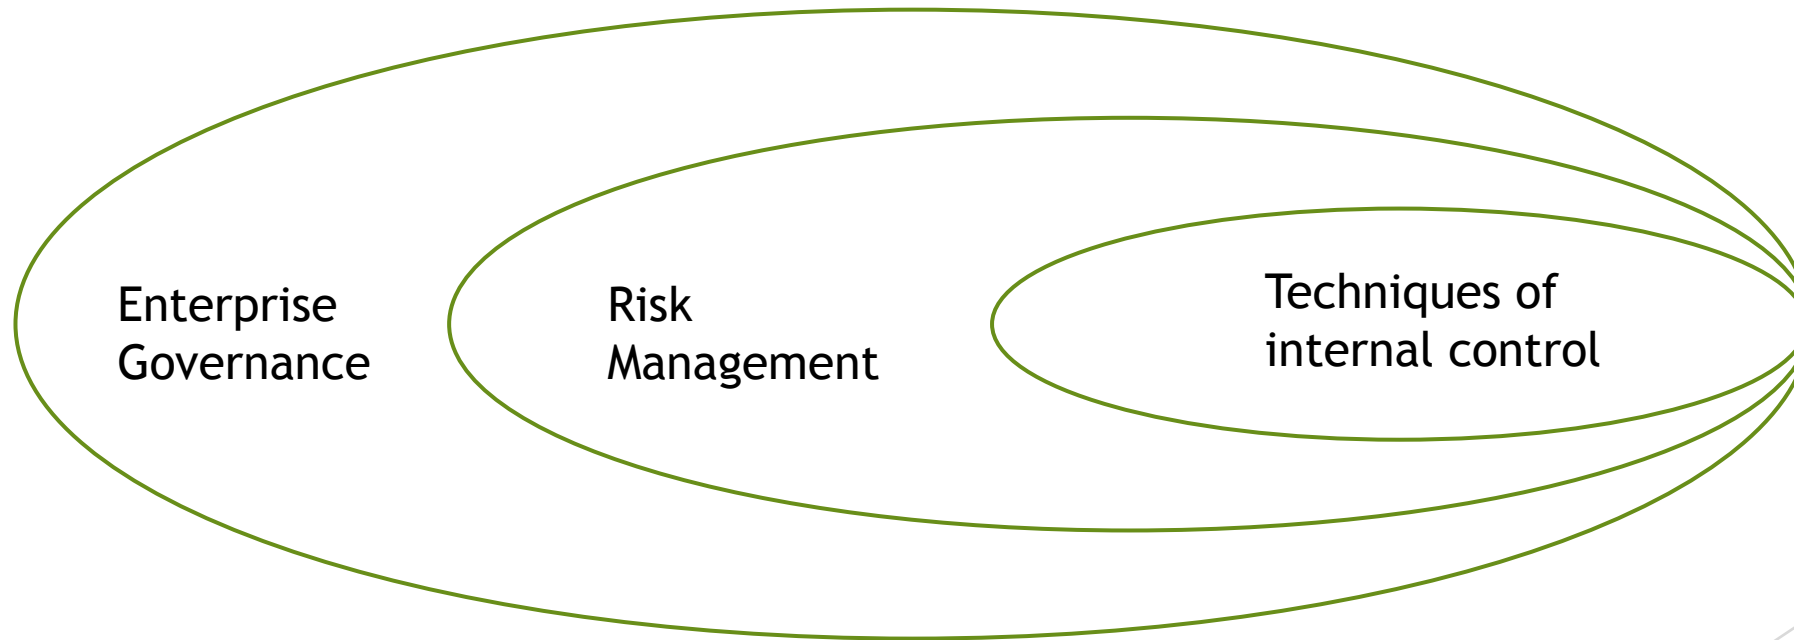 Enterprise
Governance
Risk
Management
Techniques of
internal control